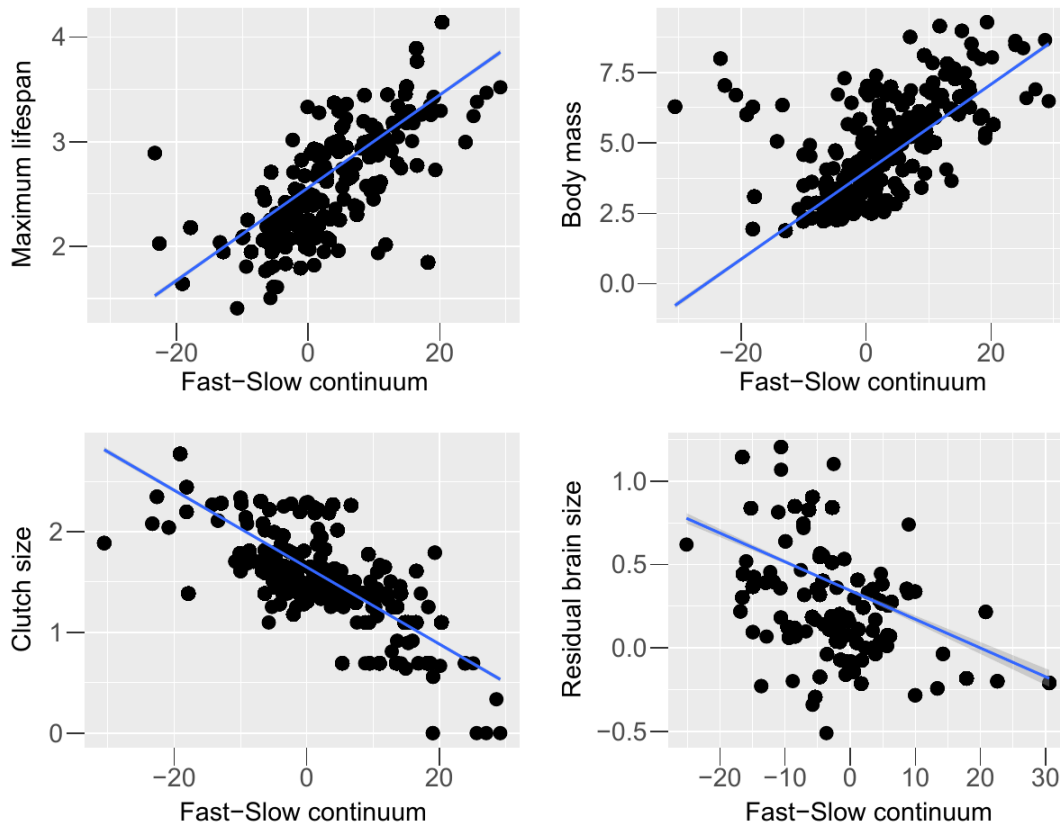 Maximum lifespan
4
3
2
−20 0 20
Fast−Slow continuum
Body mass
7.5
5.0
2.5
0.0
−20 0 20
Fast−Slow continuum
Clutch size
2
1
0
−20 0 20
Fast−Slow continuum
Residual brain size
1.0
0.5
0.0
−0.5
−20 −10 0 10 20 30
Fast−Slow continuum